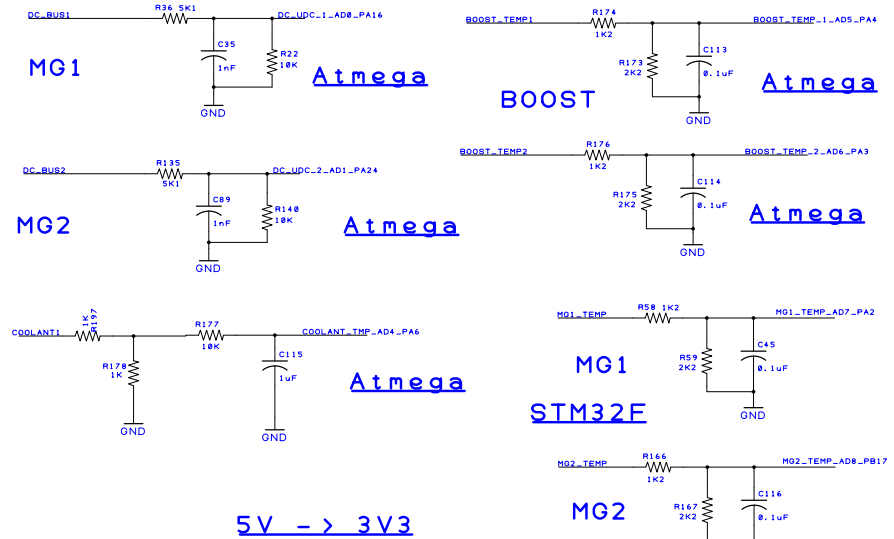 DC_BUS1
R36 5K1
DC_UDC_1_AD0_PA16
C35
1nF
R22
10K
GND
MG1
Atmega
BOOST_TEMP1
R174
1K2
BOOST_TEMP_1_AD5_PA4
R173
2K2
C113
0.1uF
GND
BOOST
Atmega
DC_BUS2
R135
5K1
DC_UDC_2_AD1_PA24
C89
1nF
R140
10K
GND
MG2
Atmega
BOOST_TEMP2
R176
1K2
BOOST_TEMP_2_AD6_PA3
R175
2K2
C114
0.1uF
GND
Atmega
COOLANT1
1K
R197
R178
1K
GND
R177
10K
COOLANT_TMP_AD4_PA6
C115
1uF
GND
Atmega
MG1_TEMP
R58 1K2
MG1_TEMP_AD7_PA2
R59
2K2
C45
0.1uF
GND
MG1
STM32F
MG2_TEMP
R166
1K2
MG2_TEMP_AD8_PB17
R167
2K2
C116
0.1uF
MG2
5V -> 3V3